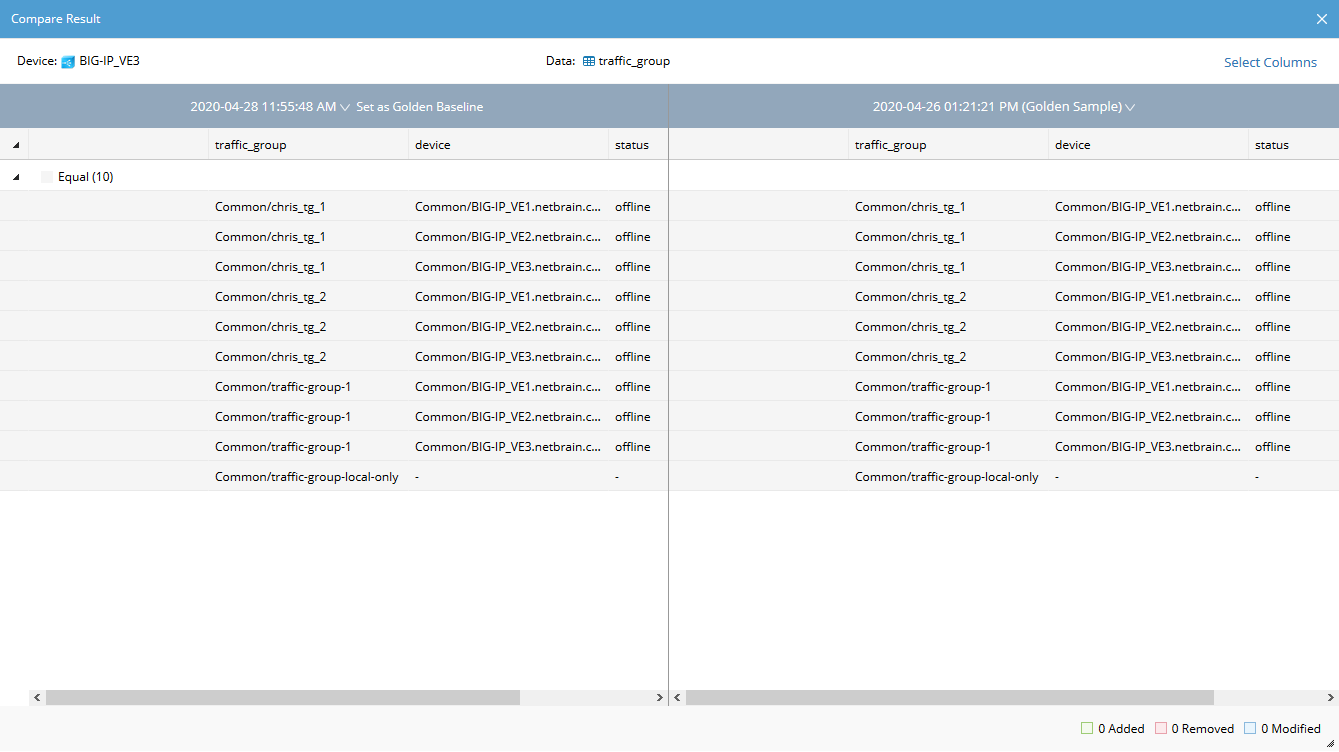 Compare Result
Device: BIG-IP_VE3 Data: traffic_group Select Columns
2020-04-28 11:55:48 AM Set as Golden Baseline 2020-04-26 01:21:21 PM (Golden Sample)
traffic_group device status traffic_group device status
Equal (10)
Common/chris_tg_1 Common/BIG-IP_VE1.netbrain.c... offline Common/chris_tg_1 Common/BIG-IP_VE1.netbrain.c... offline
Common/chris_tg_1 Common/BIG-IP_VE2.netbrain.c... offline Common/chris_tg_1 Common/BIG-IP_VE2.netbrain.c... offline
Common/chris_tg_1 Common/BIG-IP_VE3.netbrain.c... offline Common/chris_tg_1 Common/BIG-IP_VE3.netbrain.c... offline
Common/chris_tg_2 Common/BIG-IP_VE1.netbrain.c... offline Common/chris_tg_2 Common/BIG-IP_VE1.netbrain.c... offline
Common/chris_tg_2 Common/BIG-IP_VE2.netbrain.c... offline Common/chris_tg_2 Common/BIG-IP_VE2.netbrain.c... offline
Common/chris_tg_2 Common/BIG-IP_VE3.netbrain.c... offline Common/chris_tg_2 Common/BIG-IP_VE3.netbrain.c... offline
Common/traffic-group-1 Common/BIG-IP_VE1.netbrain.c... offline Common/traffic-group-1 Common/BIG-IP_VE1.netbrain.c... offline
Common/traffic-group-1 Common/BIG-IP_VE2.netbrain.c... offline Common/traffic-group-1 Common/BIG-IP_VE2.netbrain.c... offline
Common/traffic-group-1 Common/BIG-IP_VE3.netbrain.c... offline Common/traffic-group-1 Common/BIG-IP_VE3.netbrain.c... offline
Common/traffic-group-local-only - - Common/traffic-group-local-only - -
0 Added 0 Removed 0 Modified